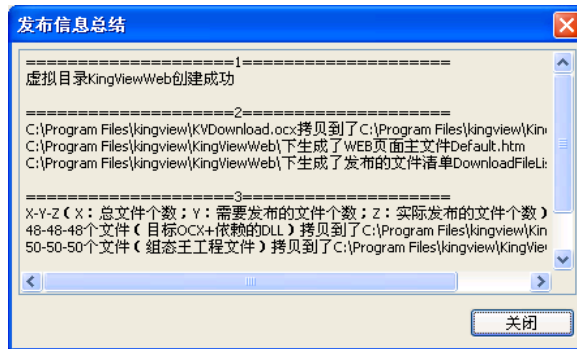 发布信息总结
=====================1=====================
虚拟目录KingViewWeb创建成功
=====================2=====================
C:\Program Files\kingview\KVDownload.ocx拷贝到了C:\Program Files\kingview\King
C:\Program Files\kingview\KingViewWeb\下生成了WEB页面主文件Default.htm
C:\Program Files\kingview\KingViewWeb\下生成了发布的文件清单DownloadFileLis
=====================3=====================
X-Y-Z(X:总文件个数;Y:需要发布的文件个数;Z:实际发布的文件个数)
48-48-48个文件(目标OCX+依赖的DLL)拷贝到了C:\Program Files\kingview\Kin
50-50-50个文件(组态王工程文件)拷贝到了C:\Program Files\kingview\KingView
关闭